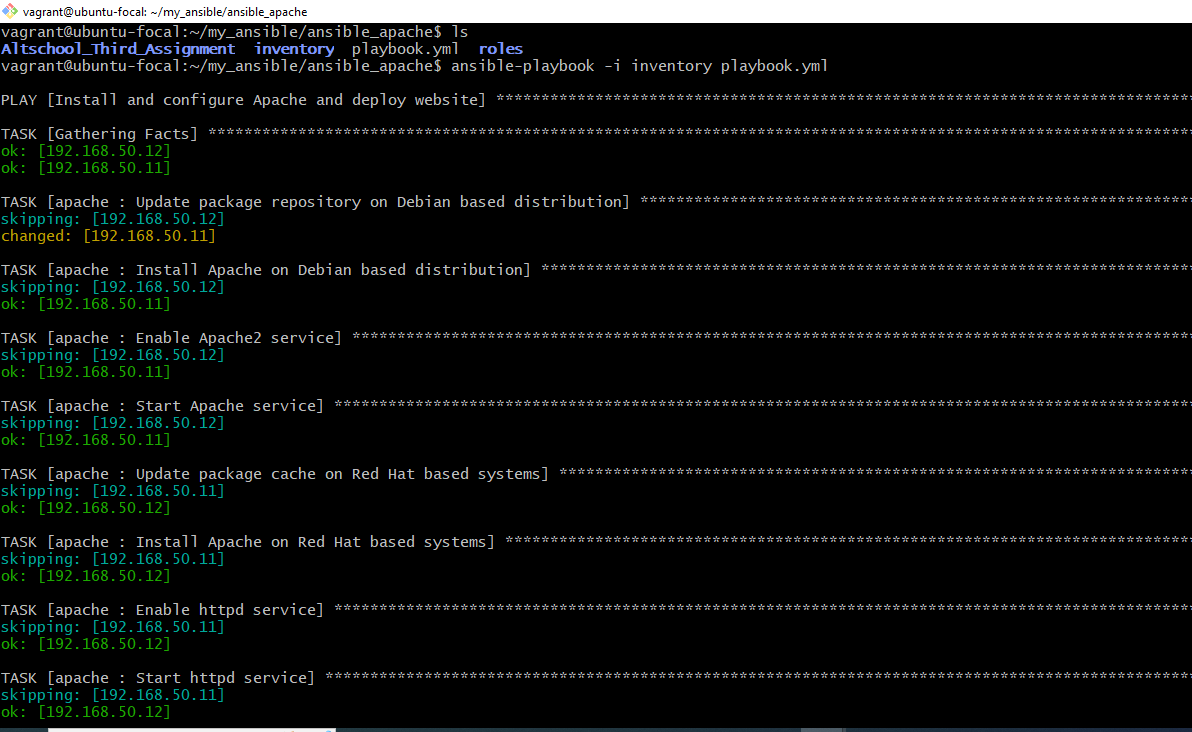 vagrant@ubuntu-focal: ~/my_ansible/ansible_apache
vagrant@ubuntu-focal:~/my_ansible/ansible_apache$ ls
Altschool_Third_Assignment  inventory  playbook.yml  roles
vagrant@ubuntu-focal:~/my_ansible/ansible_apache$ ansible-playbook -i inventory playbook.yml
PLAY [Install and configure Apache and deploy website] *****************************************************************************
TASK [Gathering Facts] *************************************************************************************************************
ok: [192.168.50.12]
ok: [192.168.50.11]
TASK [apache : Update package repository on Debian based distribution] *************************************************************
skipping: [192.168.50.12]
changed: [192.168.50.11]
TASK [apache : Install Apache on Debian based distribution] ************************************************************************
skipping: [192.168.50.12]
ok: [192.168.50.11]
TASK [apache : Enable Apache2 service] *********************************************************************************************
skipping: [192.168.50.12]
ok: [192.168.50.11]
TASK [apache : Start Apache service] ***********************************************************************************************
skipping: [192.168.50.12]
ok: [192.168.50.11]
TASK [apache : Update package cache on Red Hat based systems] **********************************************************************
skipping: [192.168.50.11]
ok: [192.168.50.12]
TASK [apache : Install Apache on Red Hat based systems] ****************************************************************************
skipping: [192.168.50.11]
ok: [192.168.50.12]
TASK [apache : Enable httpd service] ***********************************************************************************************
skipping: [192.168.50.11]
ok: [192.168.50.12]
TASK [apache : Start httpd service] ************************************************************************************************
skipping: [192.168.50.11]
ok: [192.168.50.12]